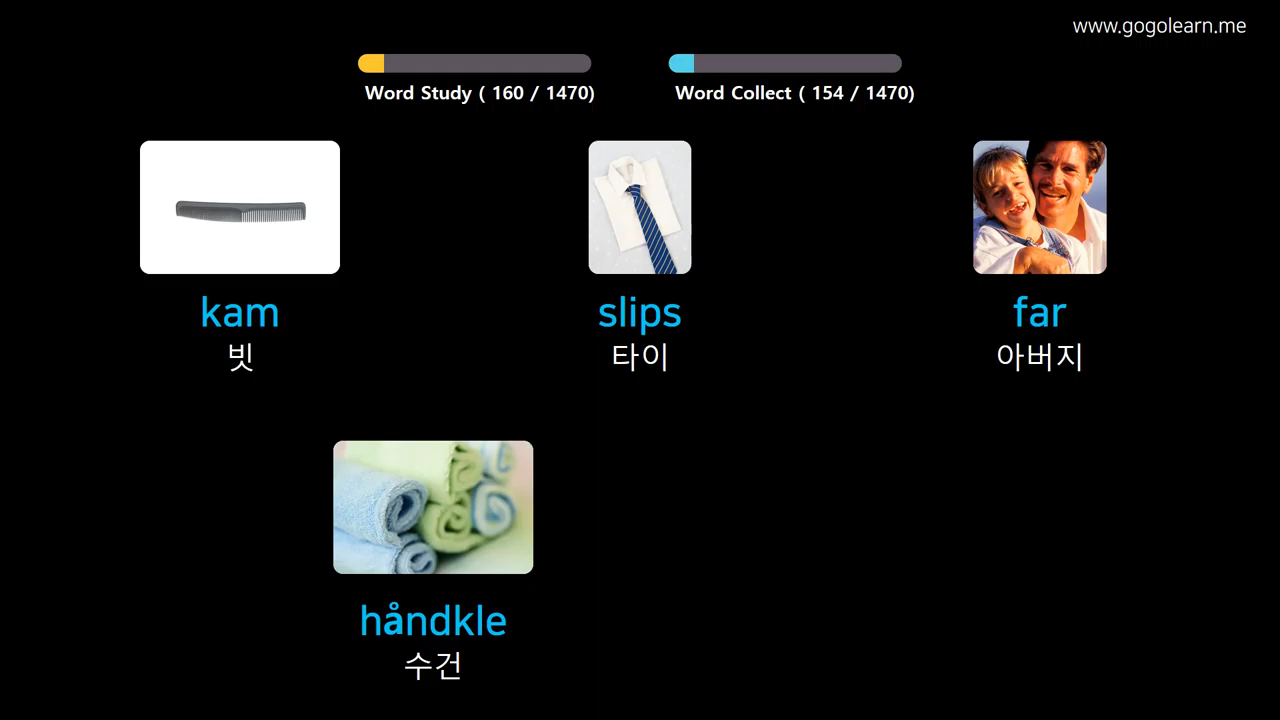 www.gogolearn.me
Word Study ( 160 / 1470)
Word Collect ( 154 / 1470)
kam
빗
slips
타이
far
아버지
håndkle
수건